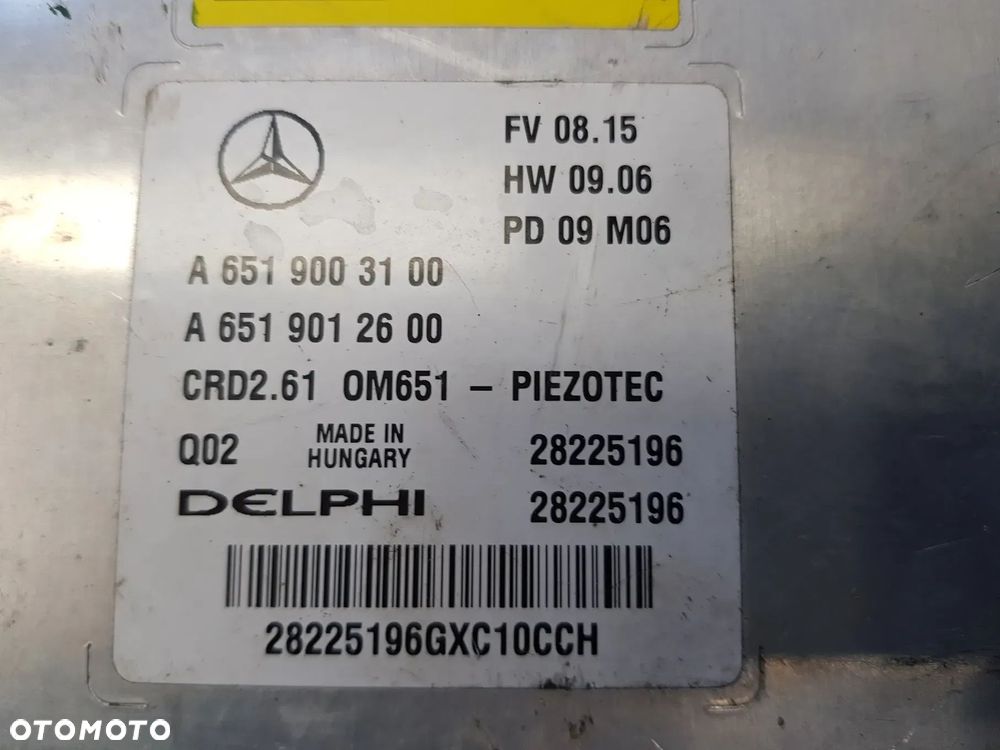 FV 08.15
HW 09.06
PD 09 M06
A 651 900 31 00
A 651 901 26 00
CRD2.61 OM651 – PIEZOTEC
Q02 MADE IN HUNGARY 28225196
DELPHI 28225196
28225196GXC10CCH
OTOMOTO